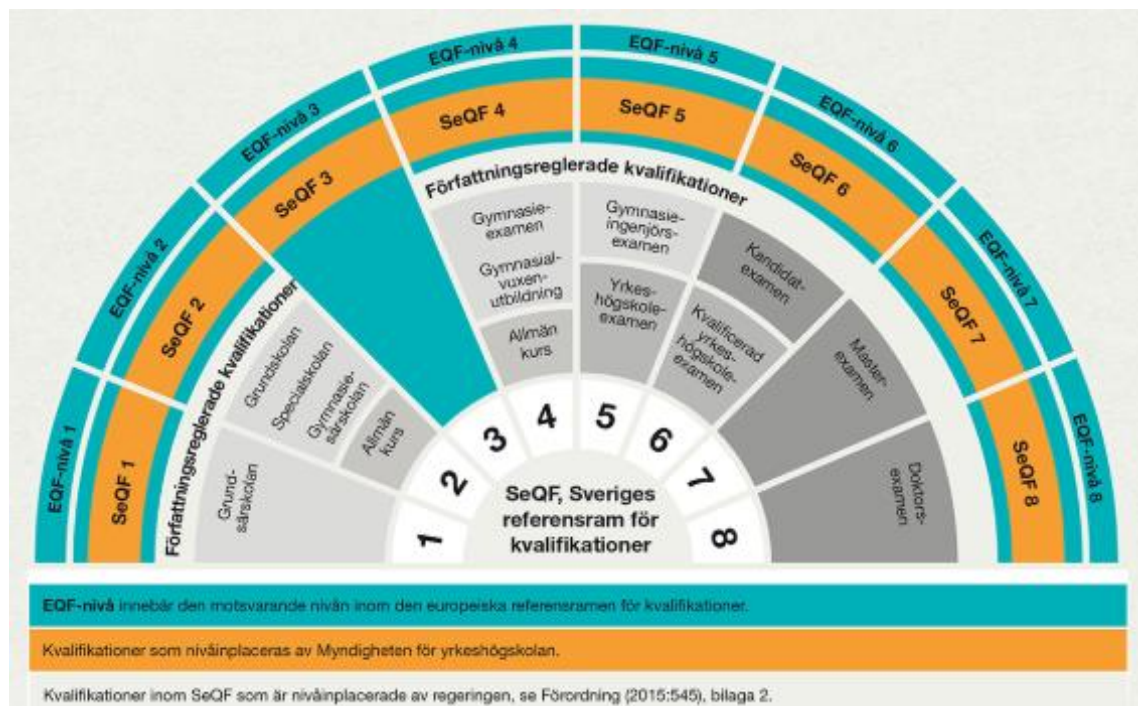 EQF-nivå 1
EQF-nivå 2
EQF-nivå 3
EQF-nivå 4
EQF-nivå 5
EQF-nivå 6
EQF-nivå 7
EQF-nivå 8
SeQF 1
SeQF 2
SeQF 3
SeQF 4
SeQF 5
SeQF 6
SeQF 7
SeQF 8
Författningsreglerade kvalifikationer
Författningsreglerade kvalifikationer
Grund-
särskolan
Grundskolan
Specialskolan
Gymnasie-
särskolan
Allmän
kurs
Gymnasie-
examen
Gymnasial-
vuxen-
utbildning
Allmän
kurs
Gymnasie-
ingenjörs-
examen
Yrkes-
högskole-
examen
Kandidat-
examen
Kvalificerad
yrkes-
högskole-
examen
Master-
examen
Doktors-
examen
1
2
3
4
5
6
7
8
SeQF, Sveriges
referensram för
kvalifikationer
EQF-nivå innebär den motsvarande nivån inom den europeiska referensramen för kvalifikationer.
Kvalifikationer som nivåinplaceras av Myndigheten för yrkeshögskolan.
Kvalifikationer inom SeQF som är nivåinplacerade av regeringen, se Förordning (2015:545), bilaga 2.